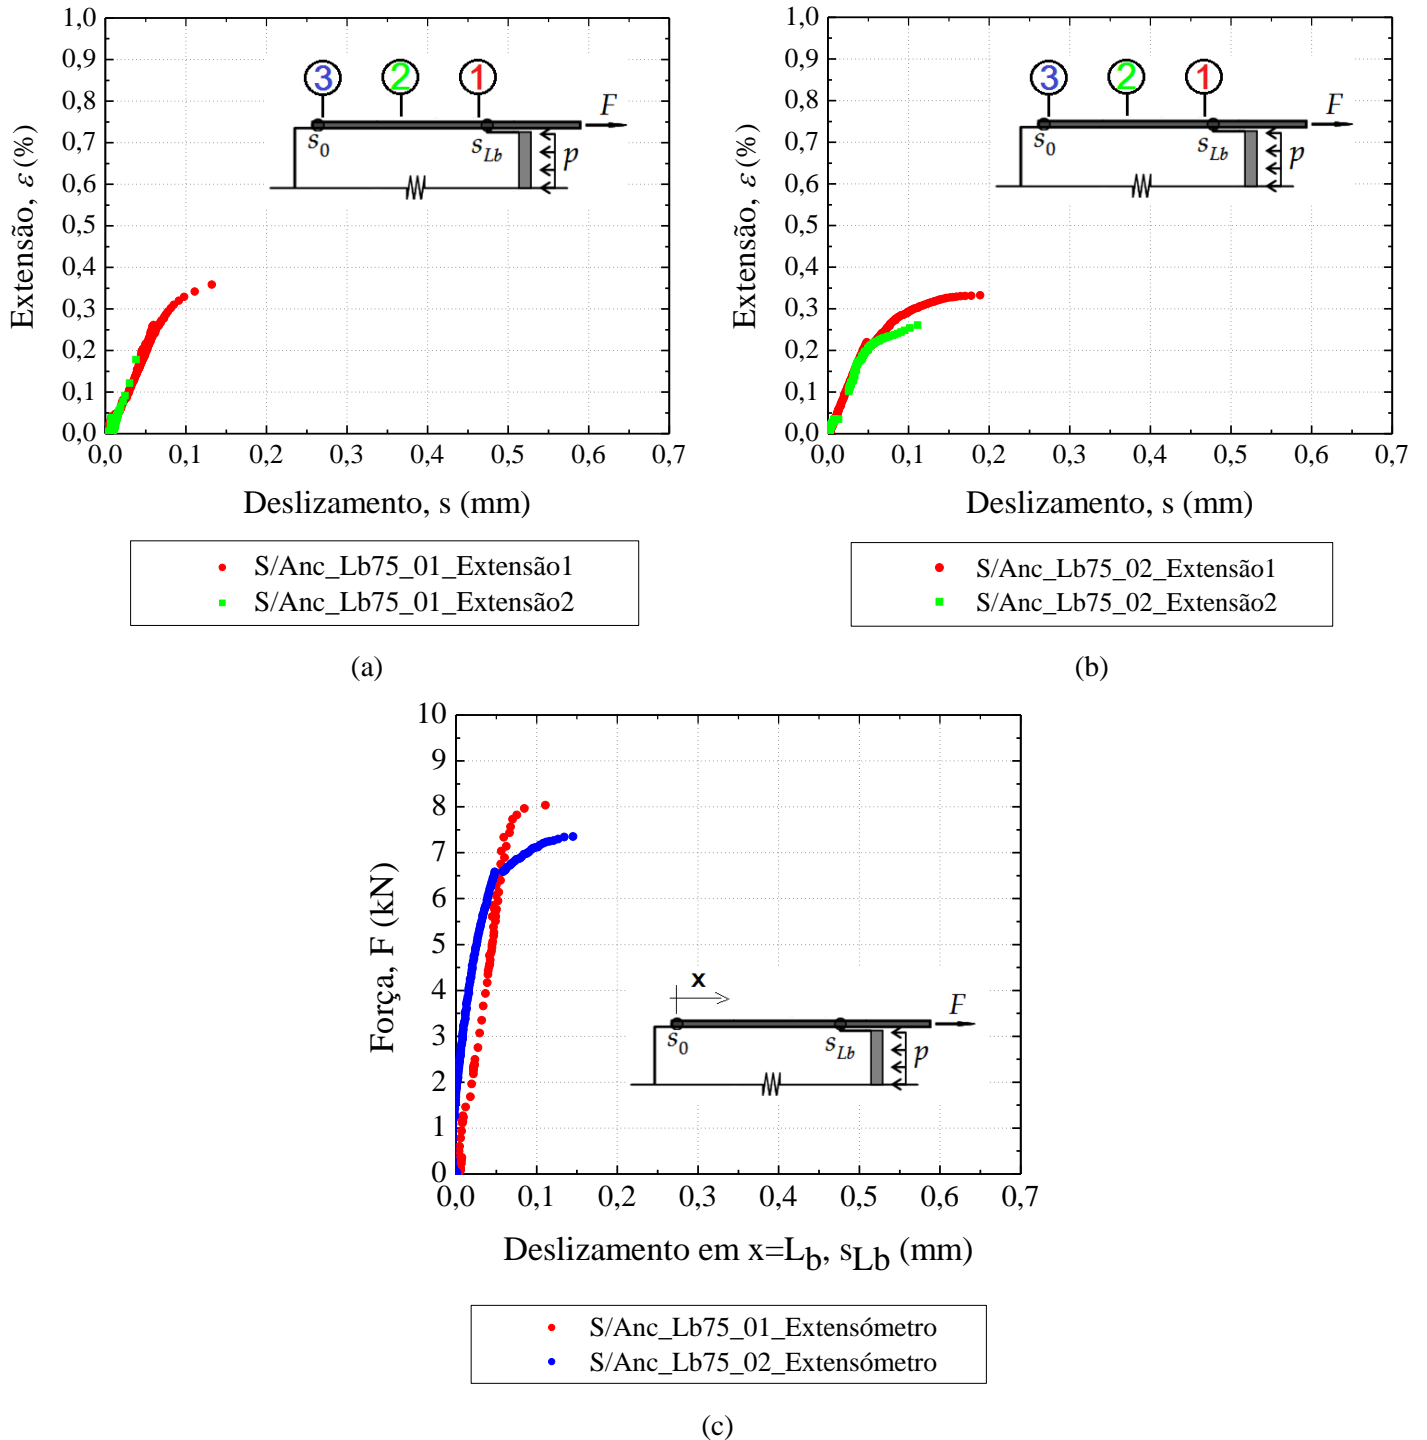 1,0
0,9
0,8
0,7
0,6
0,5
0,4
0,3
0,2
0,1
0,0
Extensão, ε (%)
3 2 1
F
s0 sLb p
0,0 0,1 0,2 0,3 0,4 0,5 0,6 0,7
Deslizamento, s (mm)
S/Anc_Lb75_01_Extensão1
S/Anc_Lb75_01_Extensão2
(a)
1,0
0,9
0,8
0,7
0,6
0,5
0,4
0,3
0,2
0,1
0,0
Extensão, ε (%)
3 2 1
F
s0 sLb p
0,0 0,1 0,2 0,3 0,4 0,5 0,6 0,7
Deslizamento, s (mm)
S/Anc_Lb75_02_Extensão1
S/Anc_Lb75_02_Extensão2
(b)
10
9
8
7
6
5
4
3
2
1
0
Força, F (kN)
x
F
s0 sLb p
0,0 0,1 0,2 0,3 0,4 0,5 0,6 0,7
Deslizamento em x=Lb, sLb (mm)
S/Anc_Lb75_01_Extensómetro
S/Anc_Lb75_02_Extensómetro
(c)